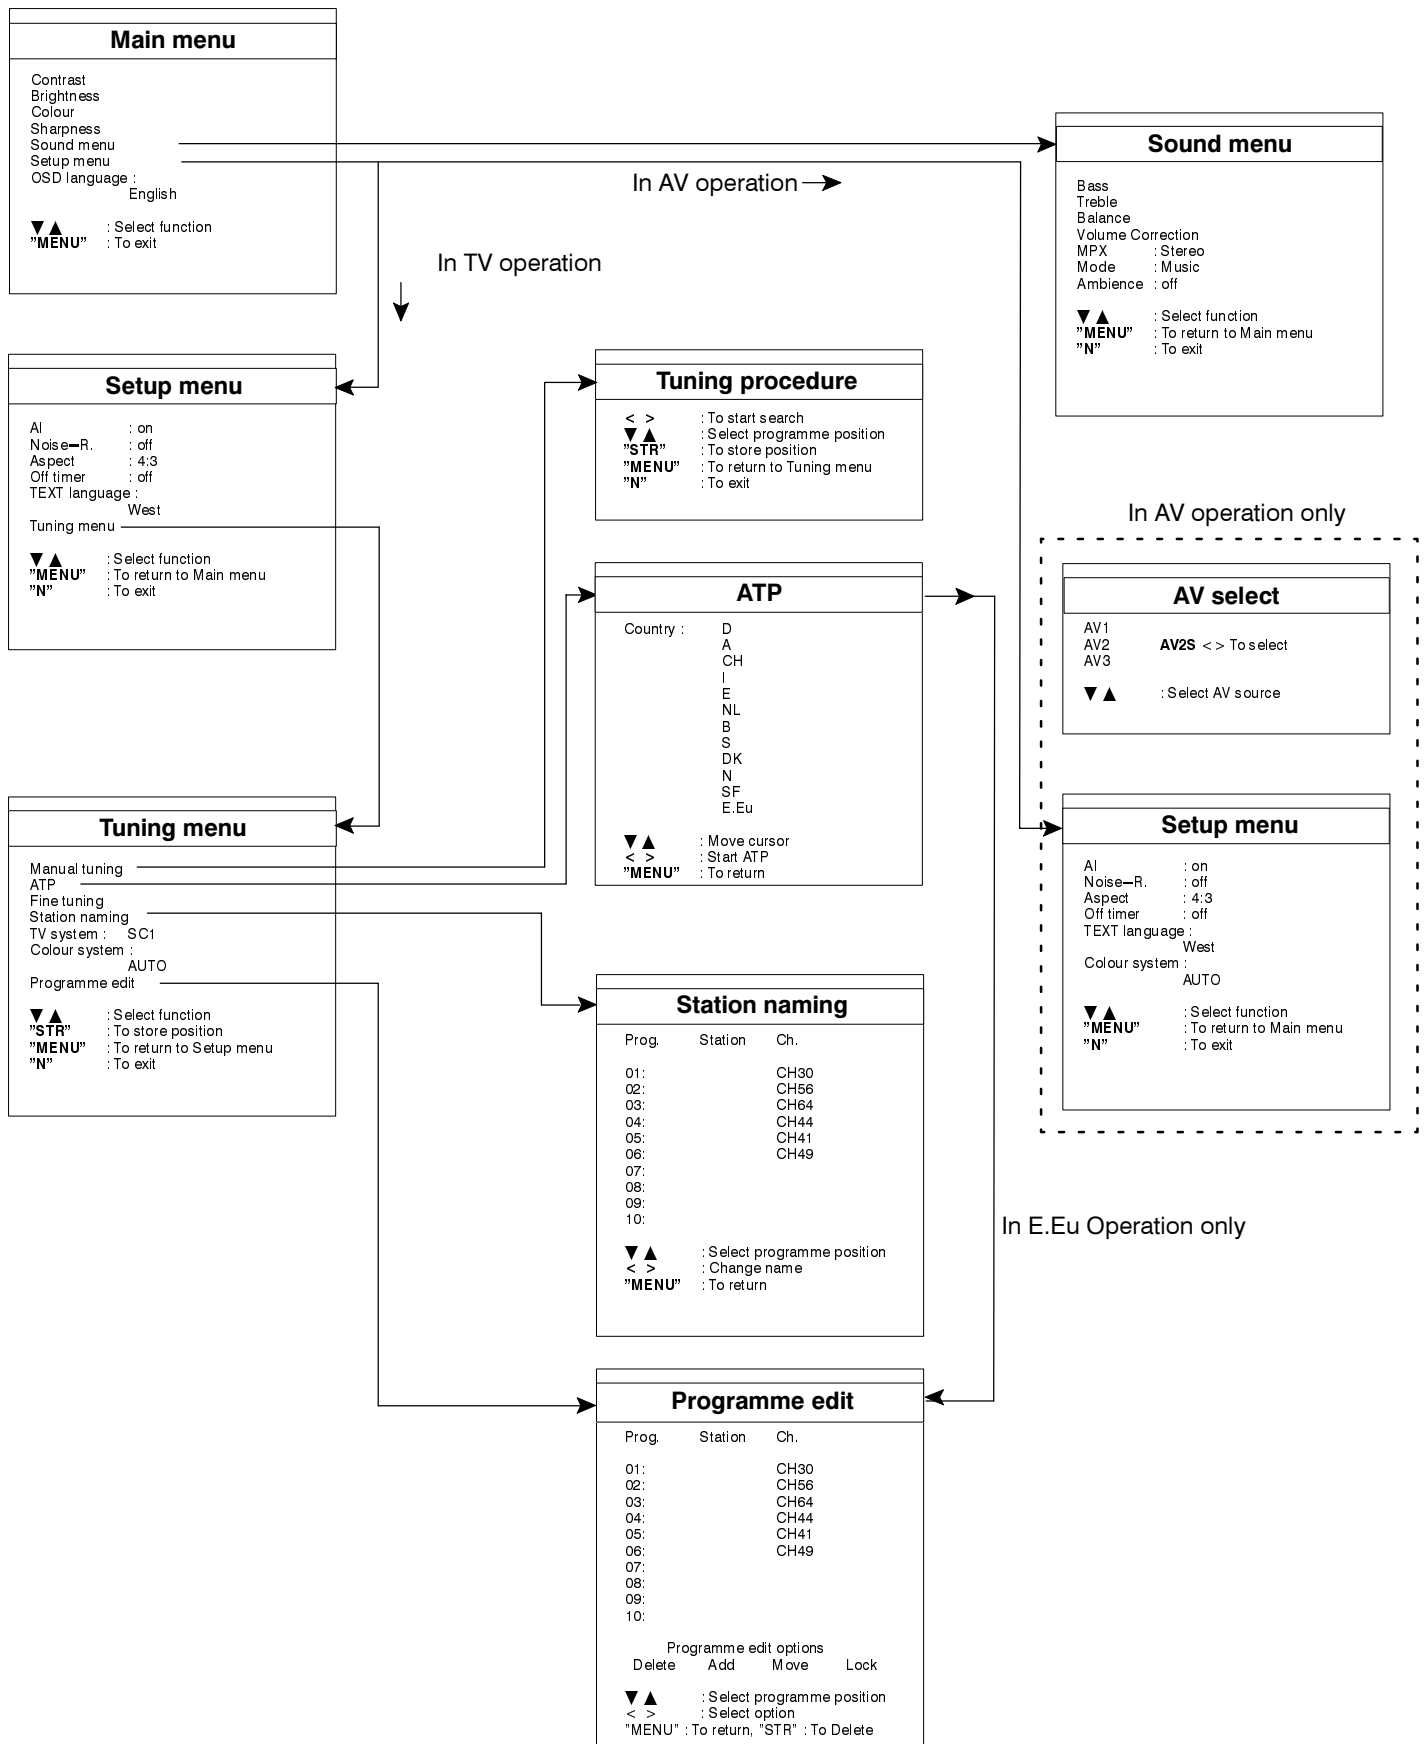 Main menu
Contrast
Brightness
Colour
Sharpness
Sound menu
Setup menu
OSD language :
English
▼ ▲ : Select function
"MENU" : To exit
In AV operation
In TV operation
Sound menu
Bass
Treble
Balance
Volume Correction
MPX : Stereo
Mode : Music
Ambience : off
▼ ▲ : Select function
"MENU" : To return to Main menu
"N" : To exit
Setup menu
AI : on
Noise–R. : off
Aspect : 4:3
Off timer : off
TEXT language :
West
Tuning menu
▼ ▲ : Select function
"MENU" : To return to Main menu
"N" : To exit
Tuning procedure
< > : To start search
▼ ▲ : Select programme position
"STR" : To store position
"MENU" : To return to Tuning menu
"N" : To exit
ATP
Country : D
A
CH
I
E
NL
B
S
DK
N
SF
E.Eu
▼ ▲ : Move cursor
< > : Start ATP
"MENU" : To return
In AV operation only
AV select
AV1
AV2 AV2S < > To select
AV3
▼ ▲ : Select AV source
Setup menu
AI : on
Noise–R. : off
Aspect : 4:3
Off timer : off
TEXT language :
West
Colour system :
AUTO
▼ ▲ : Select function
"MENU" : To return to Main menu
"N" : To exit
Tuning menu
Manual tuning
ATP
Fine tuning
Station naming
TV system : SC1
Colour system :
AUTO
Programme edit
▼ ▲ : Select function
"STR" : To store position
"MENU" : To return to Setup menu
"N" : To exit
Station naming
Prog. Station Ch.
01: CH30
02: CH56
03: CH64
04: CH44
05: CH41
06: CH49
07:
08:
09:
10:
▼ ▲ : Select programme position
< > : Change name
"MENU" : To return
In E.Eu Operation only
Programme edit
Prog. Station Ch.
01: CH30
02: CH56
03: CH64
04: CH44
05: CH41
06: CH49
07:
08:
09:
10:
Programme edit options
Delete Add Move Lock
▼ ▲ : Select programme position
< > : Select option
"MENU" : To return, "STR" : To Delete